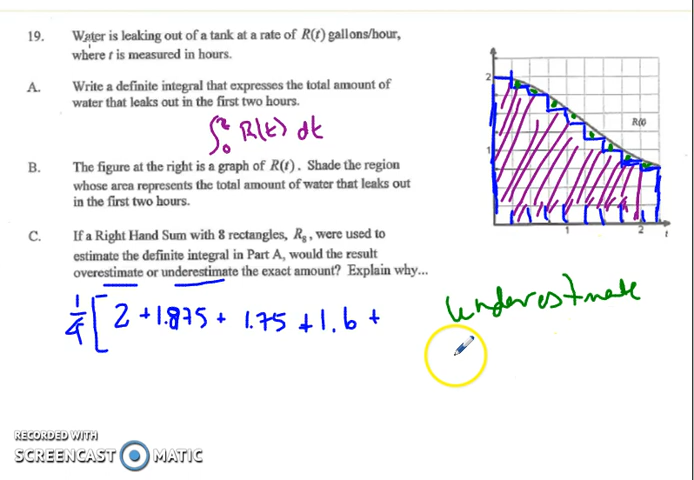 19. Water is leaking out of a tank at a rate of R(t) gallons/hour,
where t is measured in hours.
A. Write a definite integral that expresses the total amount of
water that leaks out in the first two hours.
∫₀² R(t) dt
B. The figure at the right is a graph of R(t). Shade the region
whose area represents the total amount of water that leaks out
in the first two hours.
2
1
R(t)
1 2 t
C. If a Right Hand Sum with 8 rectangles, R₈, were used to
estimate the definite integral in Part A, would the result
overestimate or underestimate the exact amount? Explain why...
1/4 [ 2 + 1.875 + 1.75 + 1.6 +
underestimate
RECORDED WITH
SCREENCAST MATIC